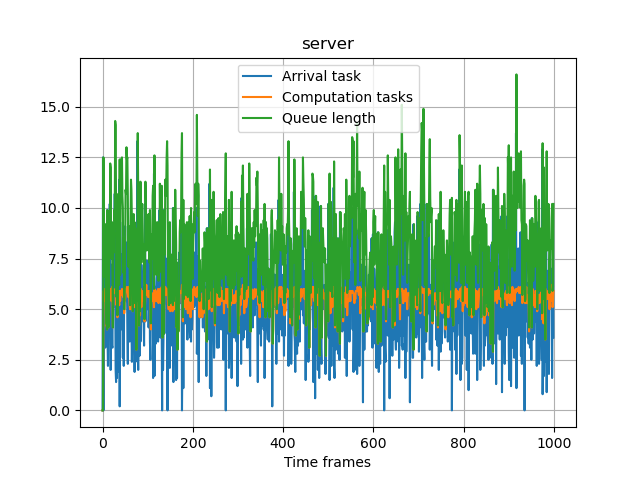 server
Arrival task
Computation tasks
Queue length
15.0
12.5
10.0
7.5
5.0
2.5
0.0
0 200 400 600 800 1000
Time frames